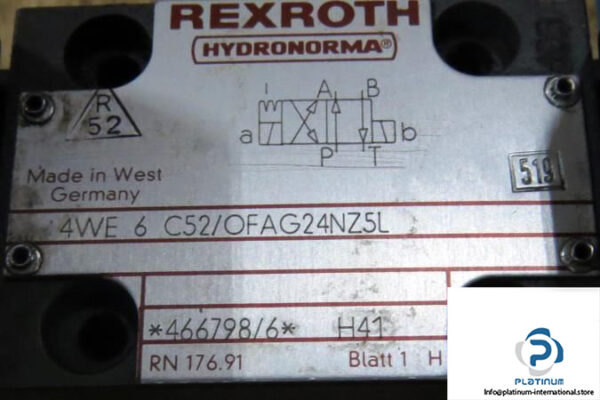 REXROTH
HYDRONORMA®
R
52
A B
a b
P T
Made in West
Germany
519
4WE 6 C52/OFAG24NZ5L
*466798/6* H41
RN 176.91 Blatt 1 H
PLATINUM
Info@platinum-international.store